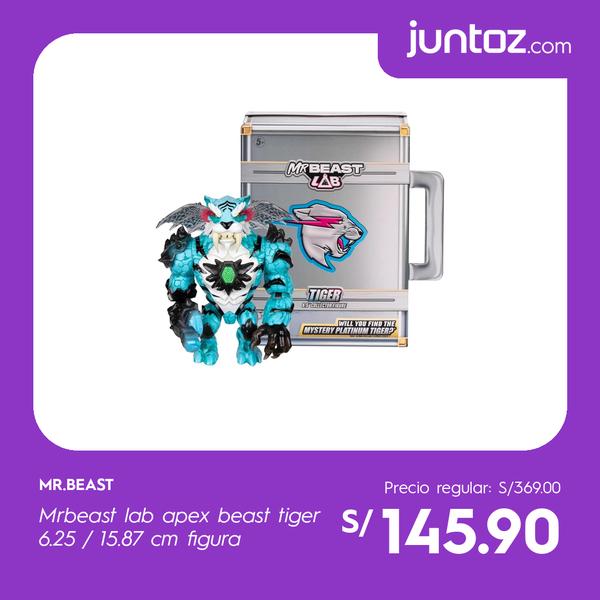 juntoz.com
5+
MR BEAST
LAB
TIGER
WILL YOU FIND THE
MYSTERY PLATINUM TIGER?
MR.BEAST
Mrbeast lab apex beast tiger
6.25 / 15.87 cm figura
Precio regular: S/369.00
S/145.90